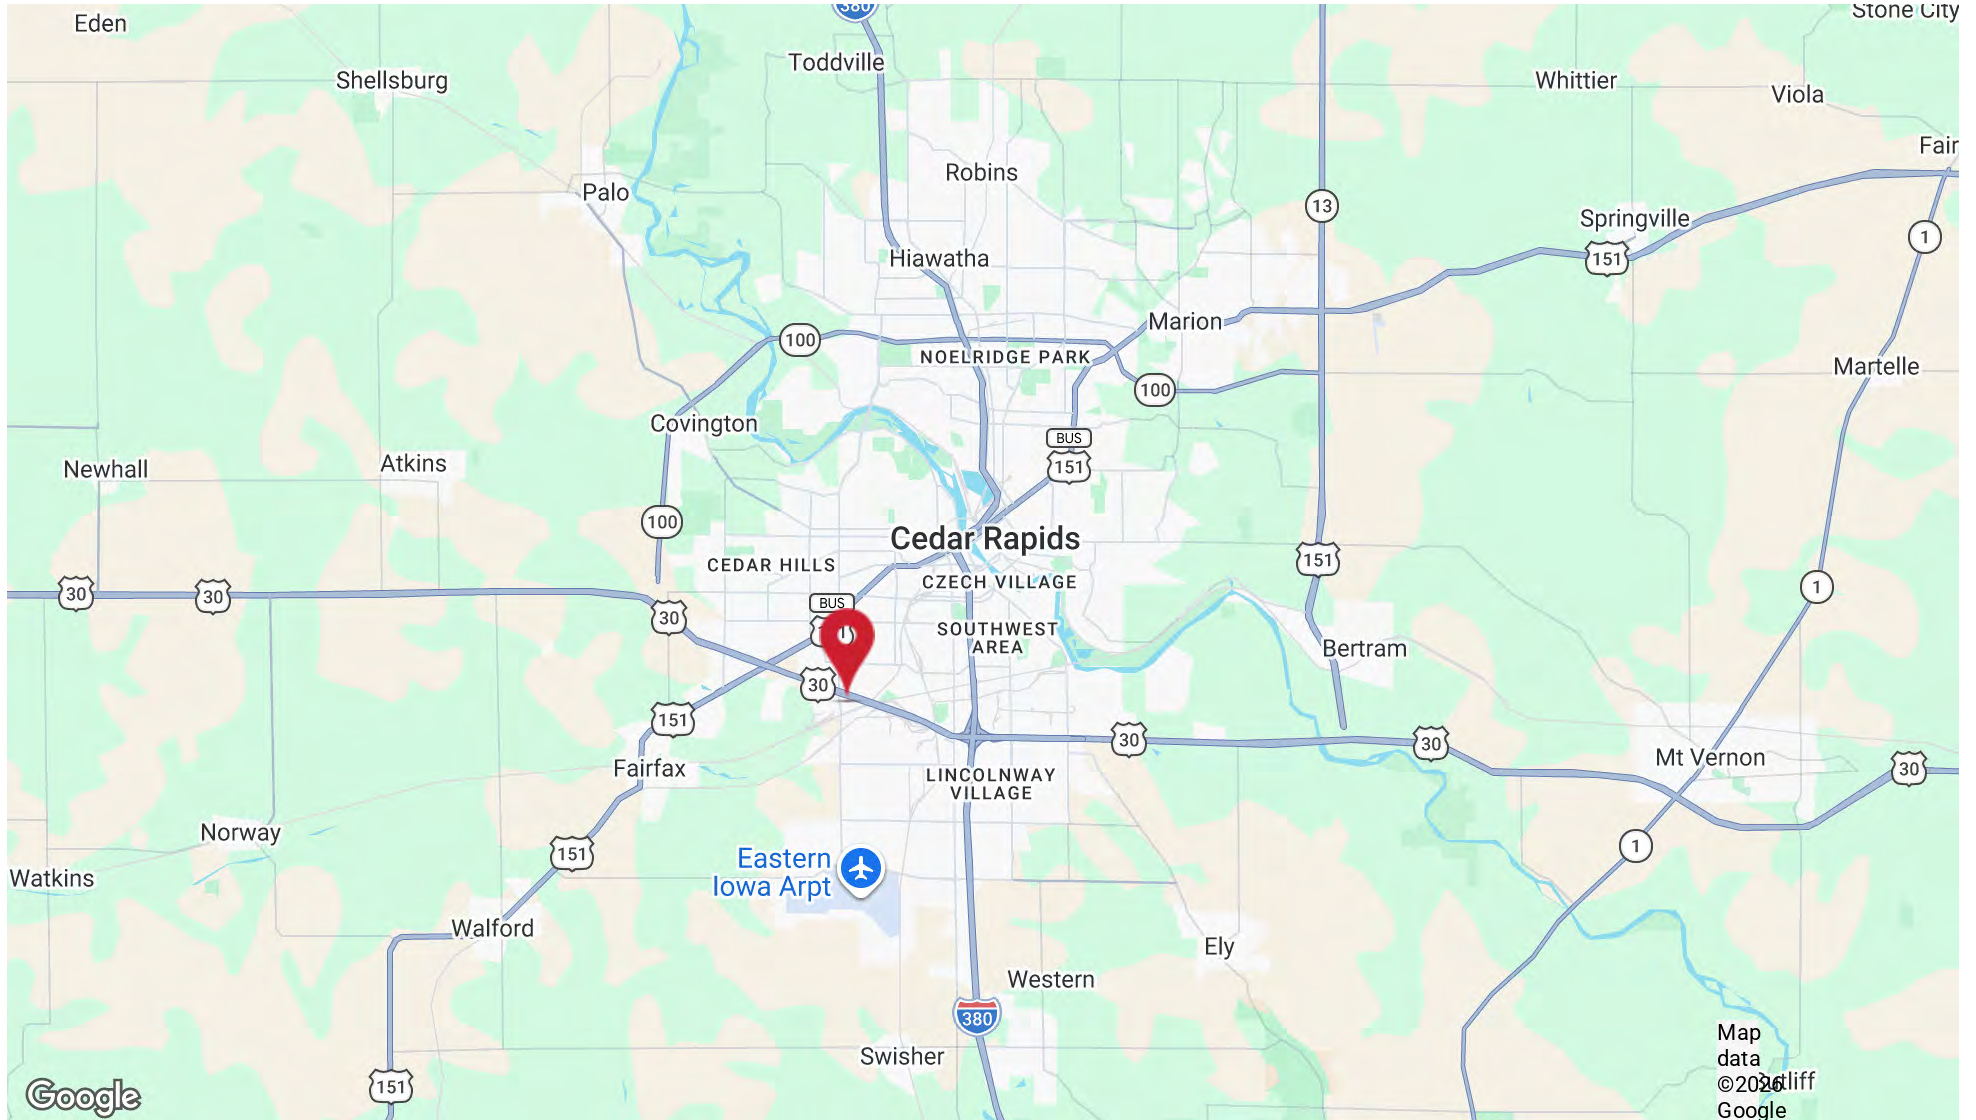 Eden
380
Stone City
Toddville
Shellsburg
Whittier
Viola
Fair
Robins
Palo
13
Springville
1
151
Hiawatha
Marion
100
NOELRIDGE PARK
Martelle
100
Covington
BUS
151
Newhall
Atkins
100
Cedar Rapids
151
CEDAR HILLS
CZECH VILLAGE
30
30
1
BUS
30
SOUTHWEST
AREA
Bertram
30
151
30
30
Mt Vernon
30
Fairfax
LINCOLNWAY
VILLAGE
Norway
151
1
Eastern
Iowa Arpt
Watkins
Walford
Ely
Western
380
Swisher
151
Google
Map
data
©2026
Google